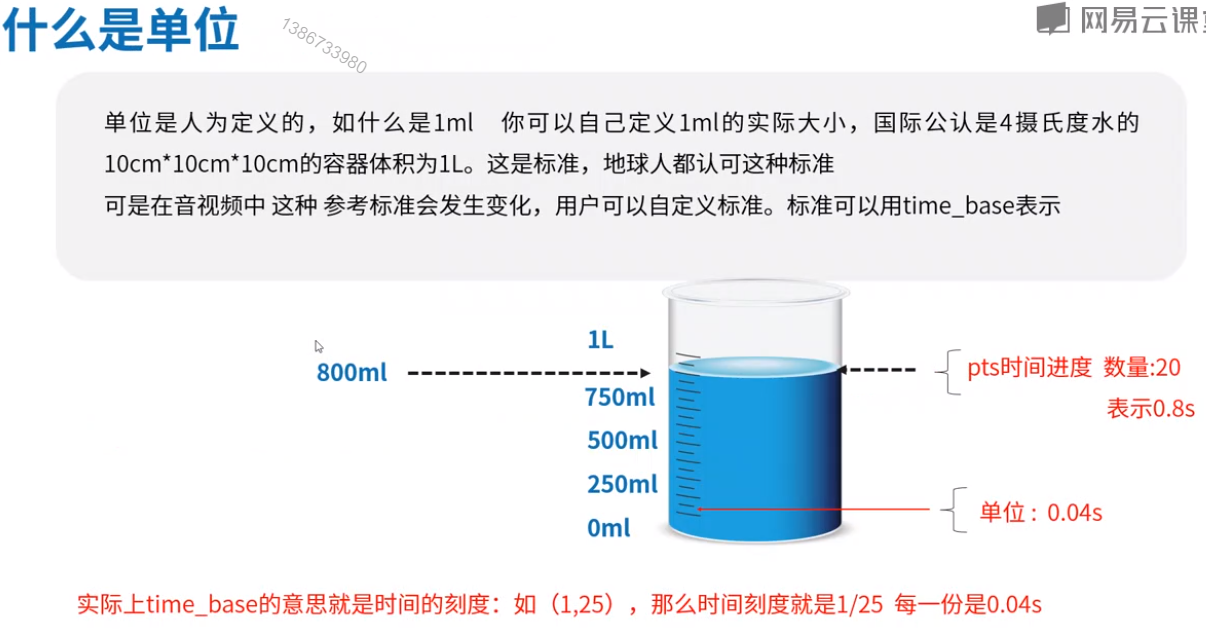 什么是单位
1386733980
网易云课
单位是人为定义的，如什么是1ml 你可以自己定义1ml的实际大小，国际公认是4摄氏度水的
10cm*10cm*10cm的容器体积为1L。这是标准，地球人都认可这种标准
可是在音视频中 这种 参考标准会发生变化，用户可以自定义标准。标准可以用time_base表示
1L
800ml
pts时间进度 数量:20
750ml
表示0.8s
500ml
250ml
单位： 0.04s
0ml
实际上time_base的意思就是时间的刻度：如（1,25），那么时间刻度就是1/25 每一份是0.04s